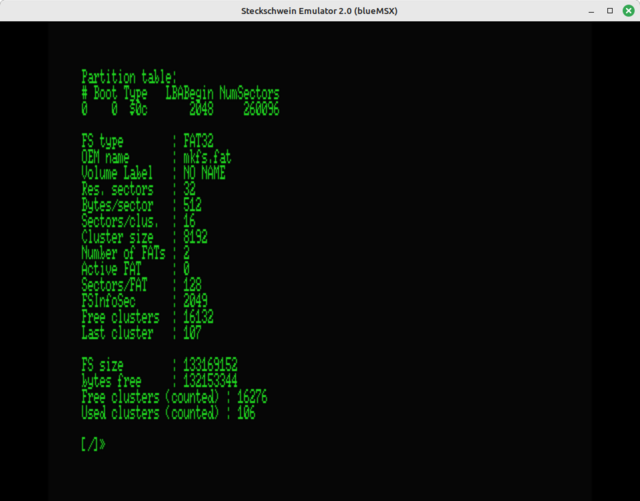 Steckschwein Emulator 2.0 (blueMSX)
Partition table:
# Boot Type   LBABegin NumSectors
0    0  $0c       2048     260096
FS type        : FAT32
OEM name       : mkfs.fat
Volume Label   : NO NAME
Res. sectors   : 32
Bytes/sector   : 512
Sectors/clus.  : 16
Cluster size   : 8192
Number of FATs : 2
Active FAT     : 0
Sectors/FAT    : 128
FSInfoSec      : 2049
Free clusters  : 16132
Last cluster   : 107
FS size        : 133169152
bytes free     : 132153344
Free clusters (counted) : 16276
Used clusters (counted) : 106
[/]»